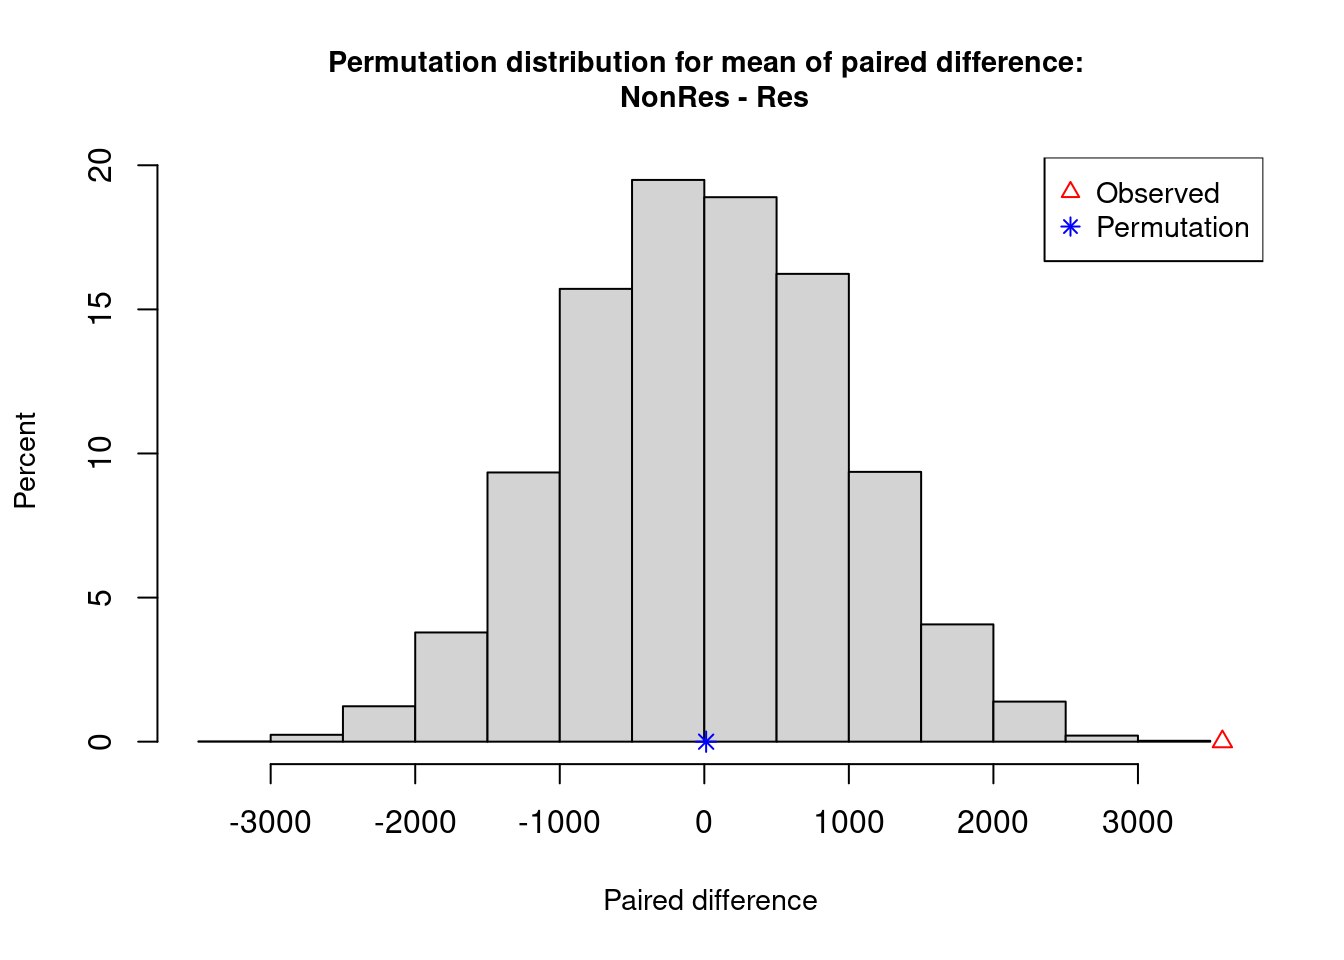 Permutation distribution for mean of paired difference:
NonRes - Res
Observed
Permutation
Percent
20
15
10
5
0
-3000 -2000 -1000 0 1000 2000 3000
Paired difference